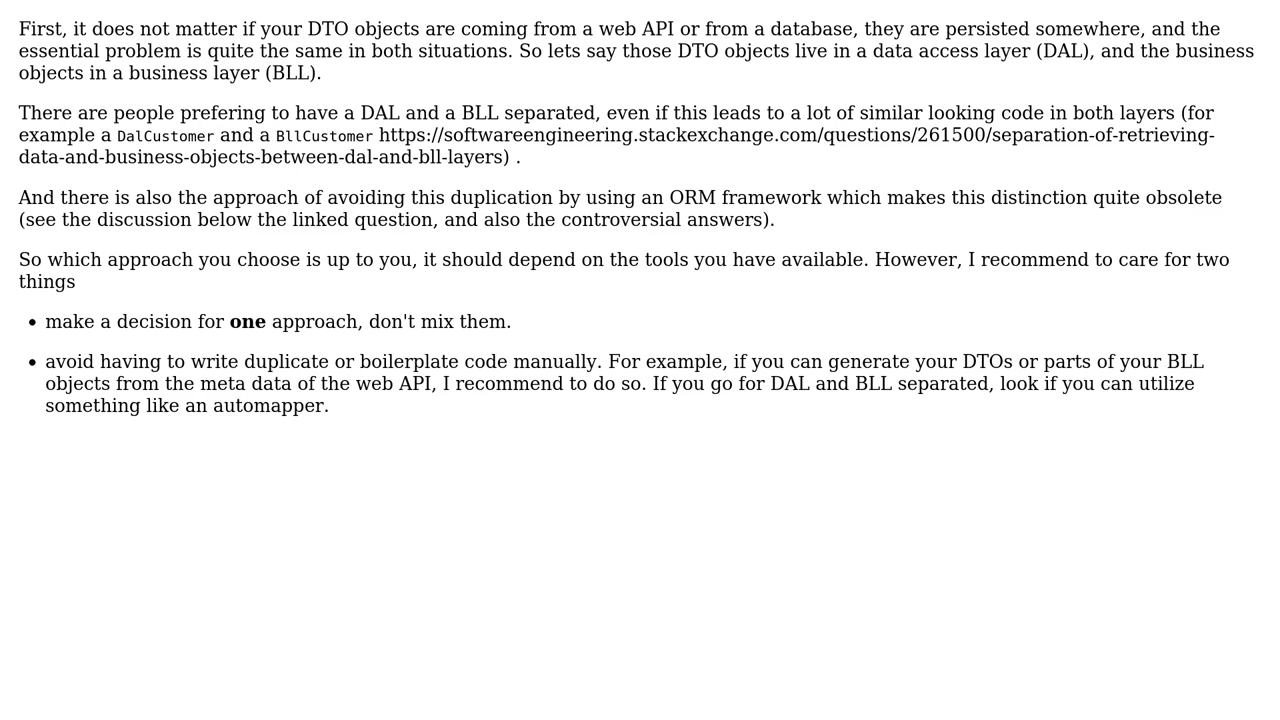 First, it does not matter if your DTO objects are coming from a web API or from a database, they are persisted somewhere, and the
essential problem is quite the same in both situations. So lets say those DTO objects live in a data access layer (DAL), and the business
objects in a business layer (BLL).
There are people prefering to have a DAL and a BLL separated, even if this leads to a lot of similar looking code in both layers (for
example a DalCustomer and a BllCustomer https://softwareengineering.stackexchange.com/questions/261500/separation-of-retrieving-
data-and-business-objects-between-dal-and-bll-layers) .
And there is also the approach of avoiding this duplication by using an ORM framework which makes this distinction quite obsolete
(see the discussion below the linked question, and also the controversial answers).
So which approach you choose is up to you, it should depend on the tools you have available. However, I recommend to care for two
things
• make a decision for one approach, don't mix them.
• avoid having to write duplicate or boilerplate code manually. For example, if you can generate your DTOs or parts of your BLL
objects from the meta data of the web API, I recommend to do so. If you go for DAL and BLL separated, look if you can utilize
something like an automapper.